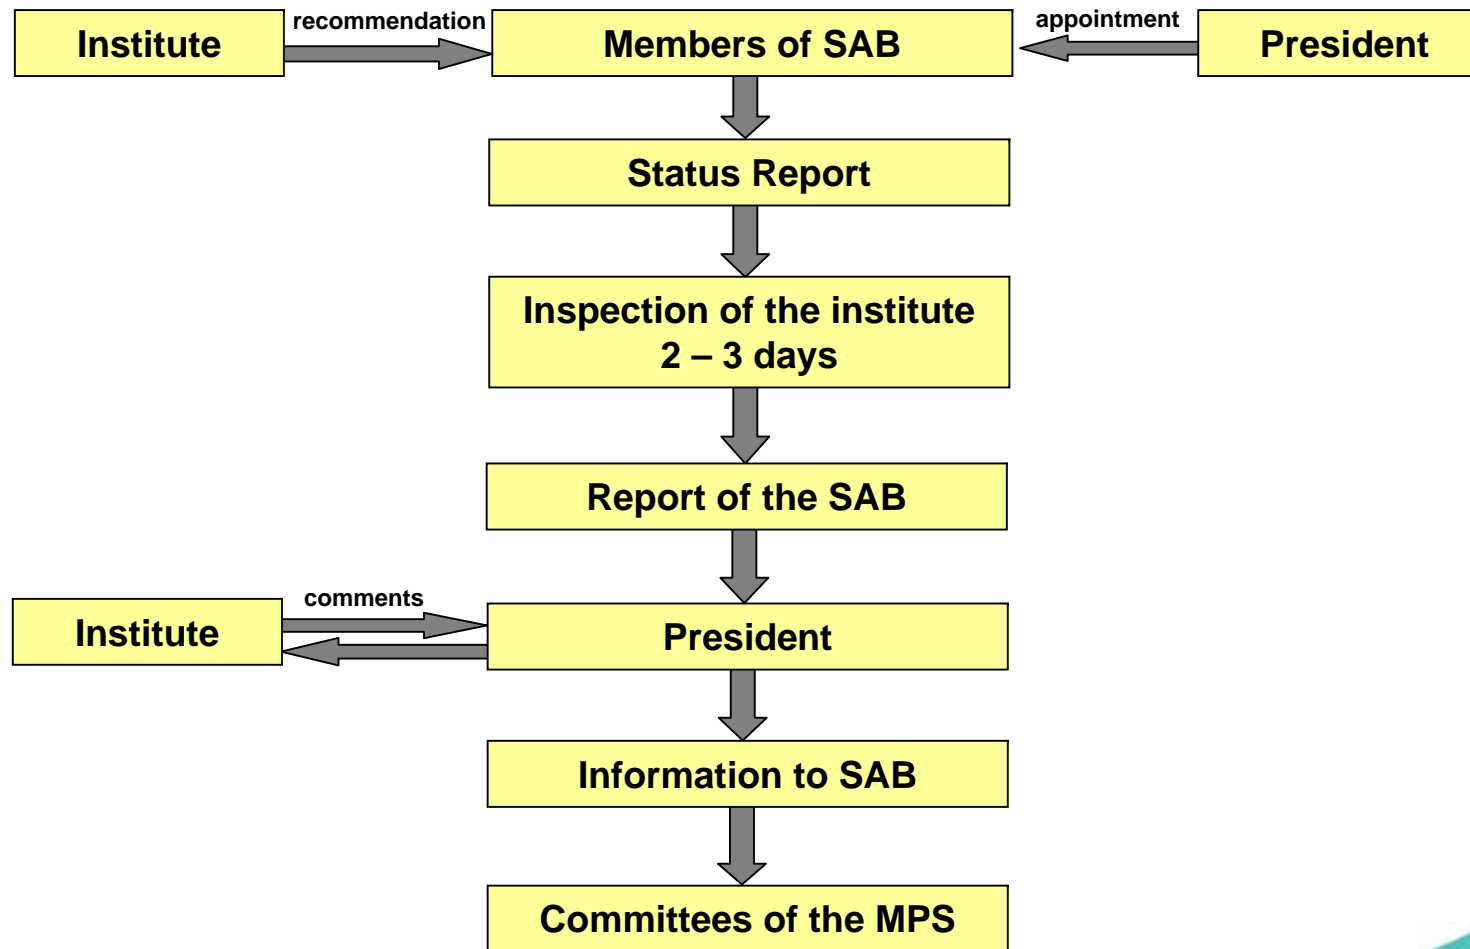 recommendation
appointment
Institute
Members of SAB
President
Status Report
Inspection of the institute
2 – 3 days
Report of the SAB
comments
Institute
President
Information to SAB
Committees of the MPS